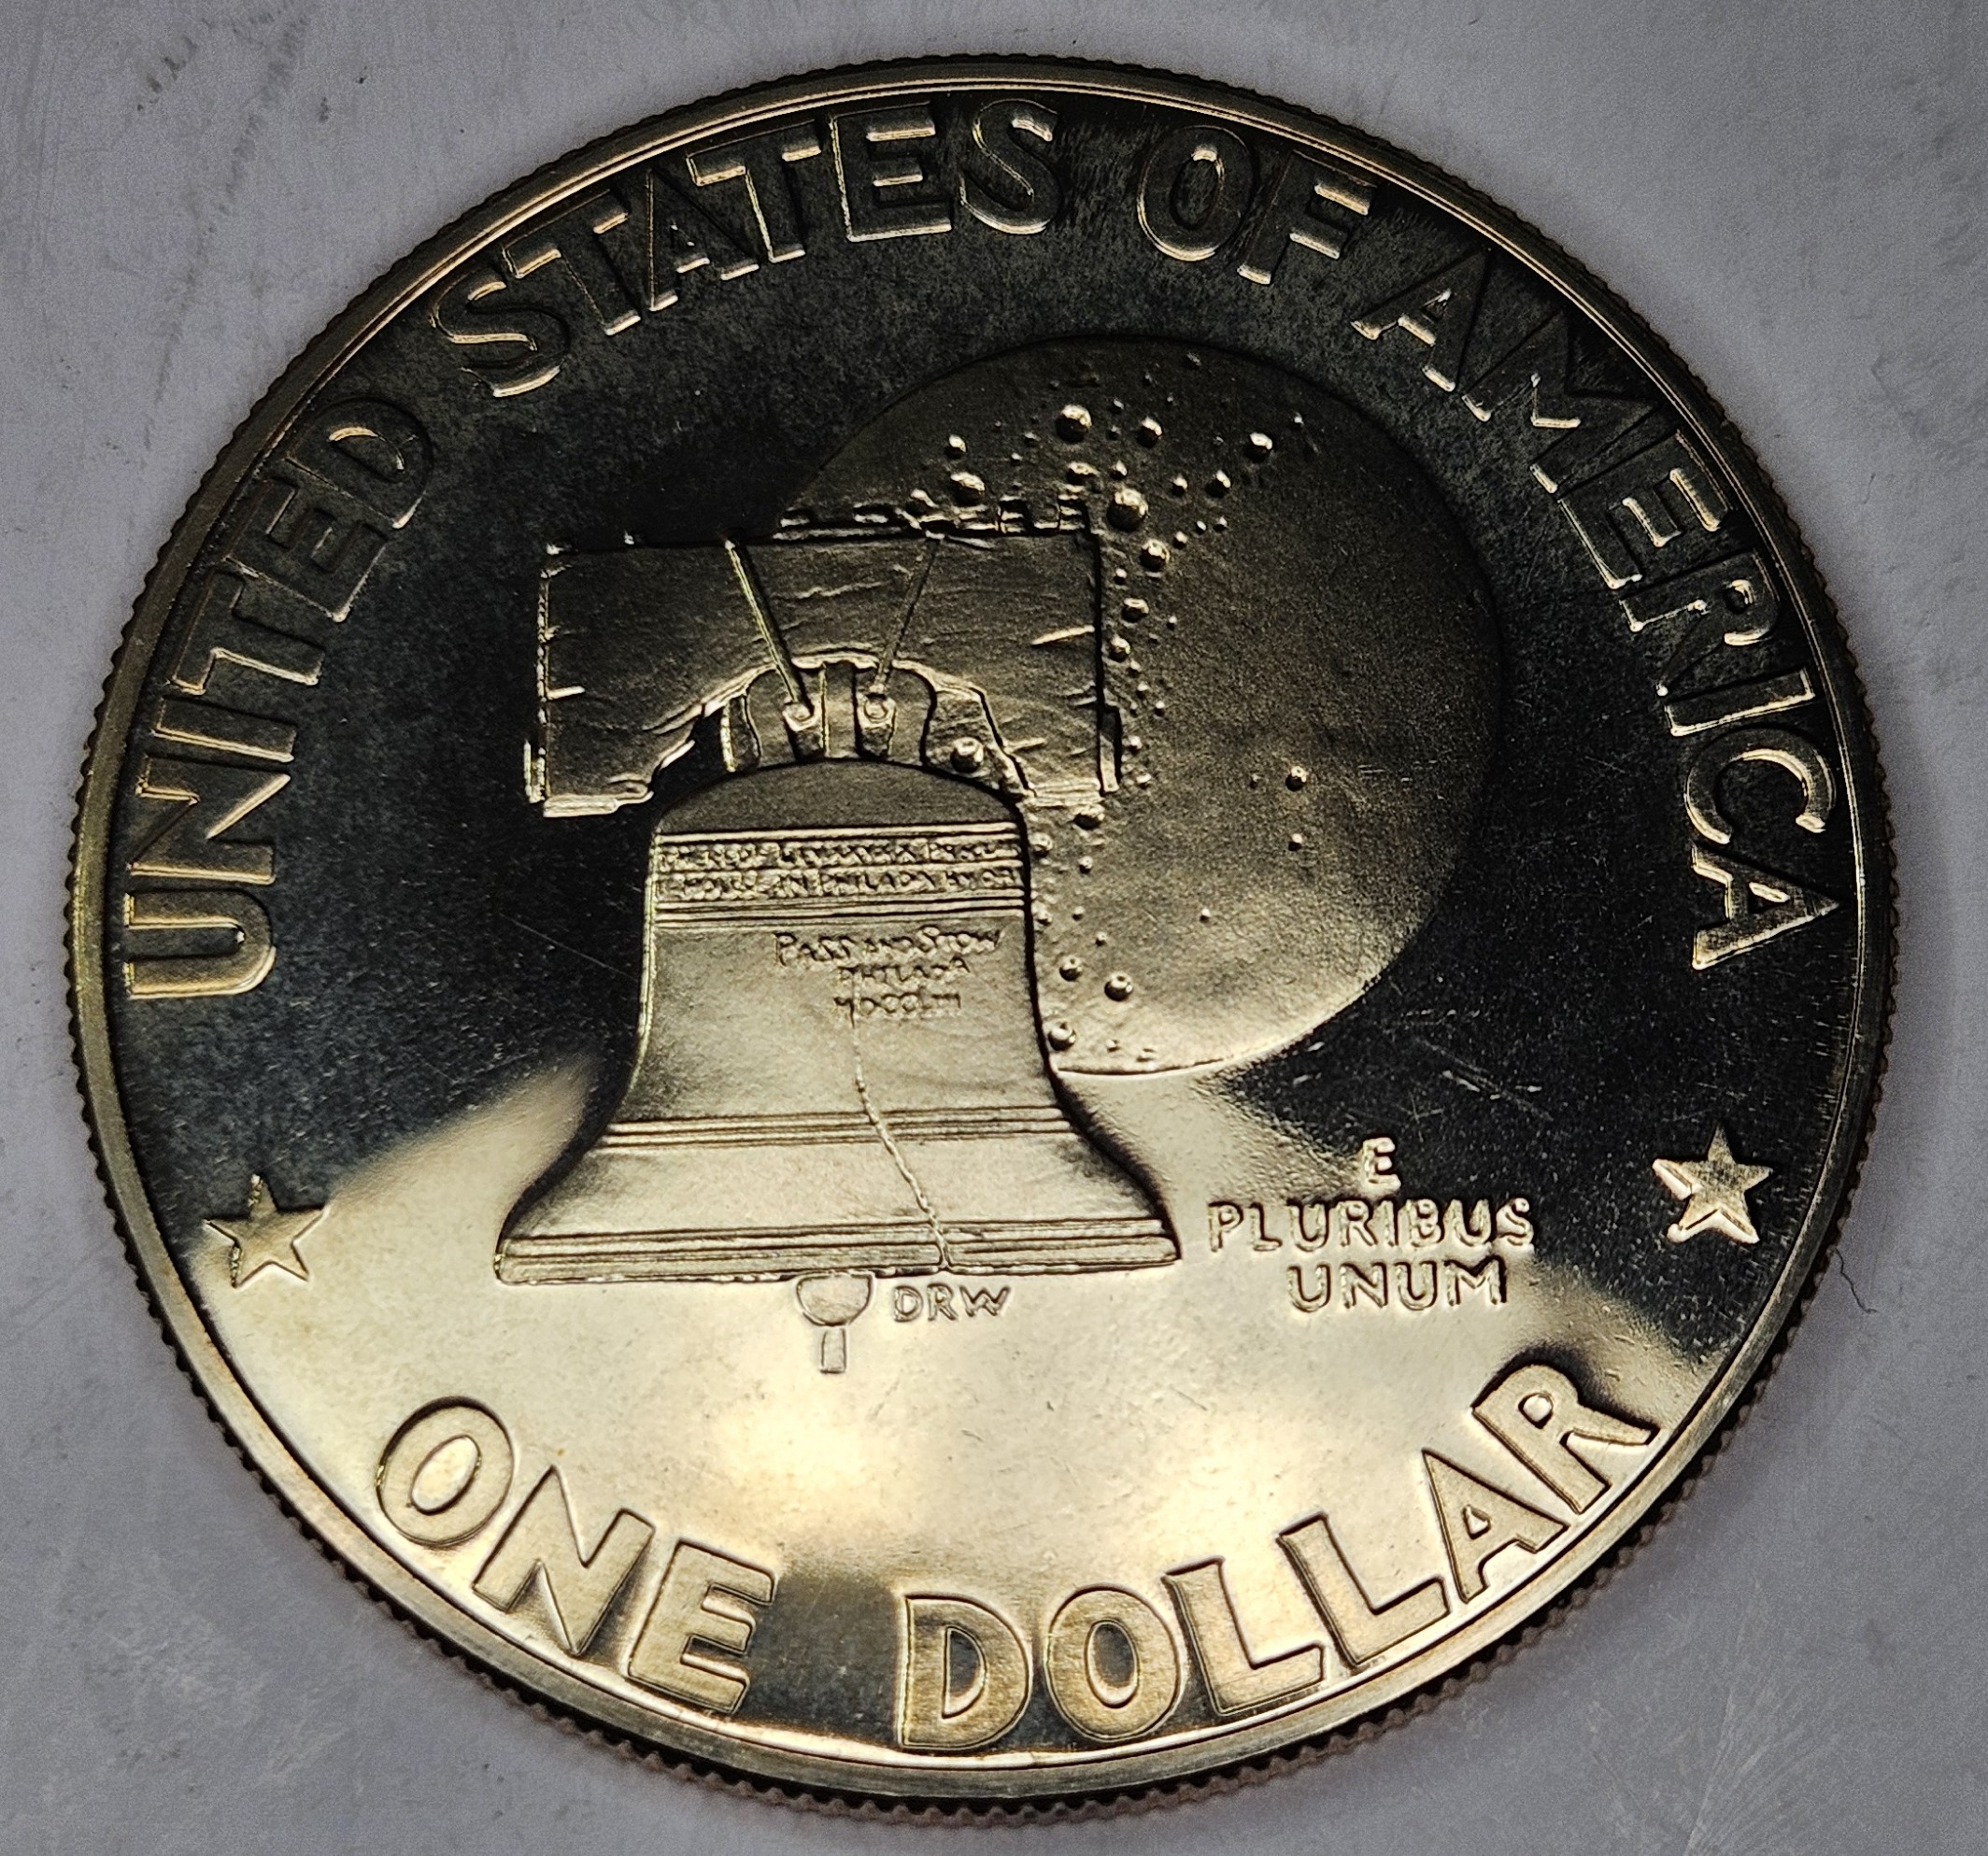 UNITED STATES OF AMERICA
PASS AND STOW
PHILADA
MDCCLIII
E
PLURIBUS
UNUM
DRW
ONE DOLLAR